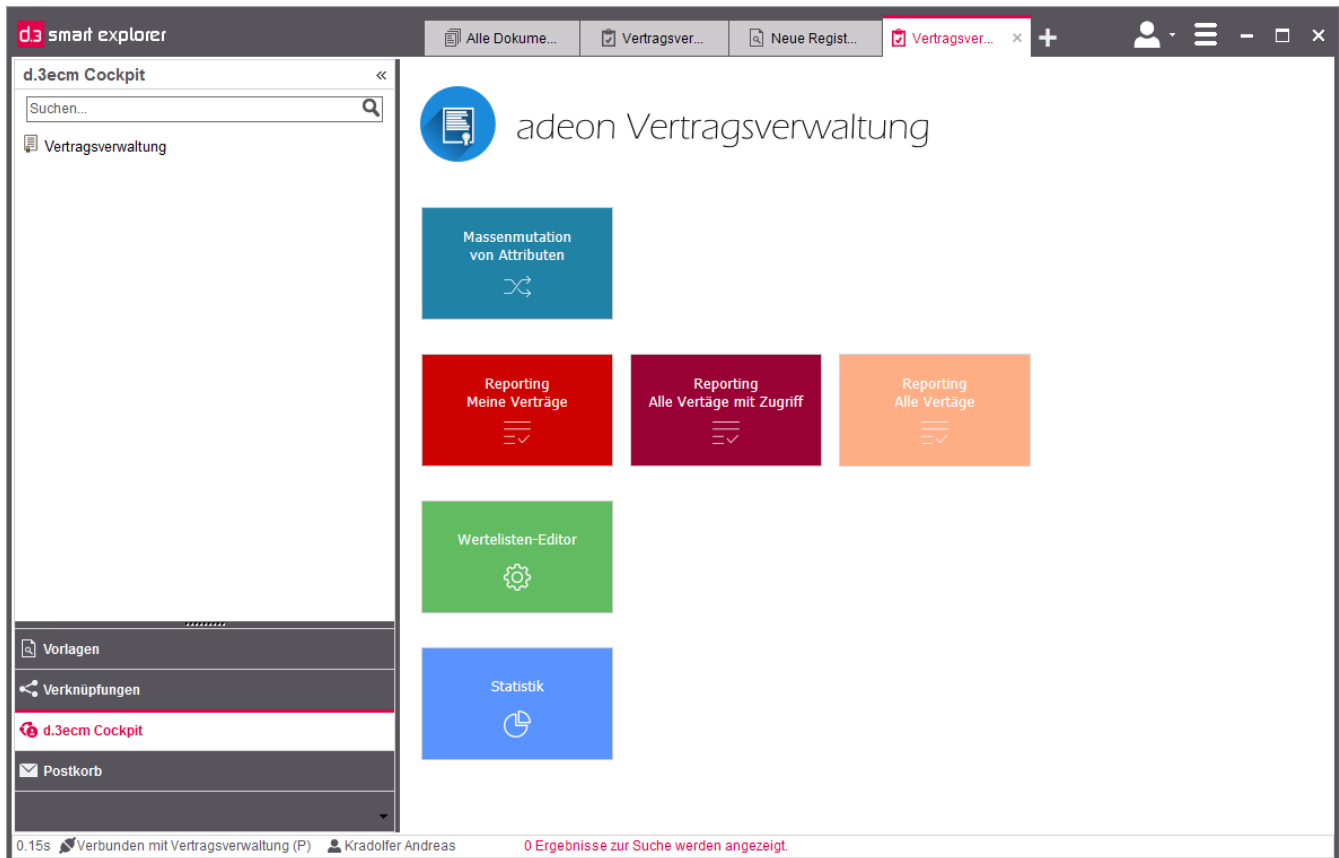 d.3 smart explorer
Alle Dokume...
Vertragsver...
Neue Regist...
Vertragsver...
d.3ecm Cockpit
Suchen...
Vertragsverwaltung
adeon Vertragsverwaltung
Massenmutation
von Attributen
Reporting
Meine Verträge
Reporting
Alle Vertäge mit Zugriff
Reporting
Alle Vertäge
Wertelisten-Editor
Statistik
Vorlagen
Verknüpfungen
d.3ecm Cockpit
Postkorb
0.15s Verbunden mit Vertragsverwaltung (P) Kradolfer Andreas 0 Ergebnisse zur Suche werden angezeigt.